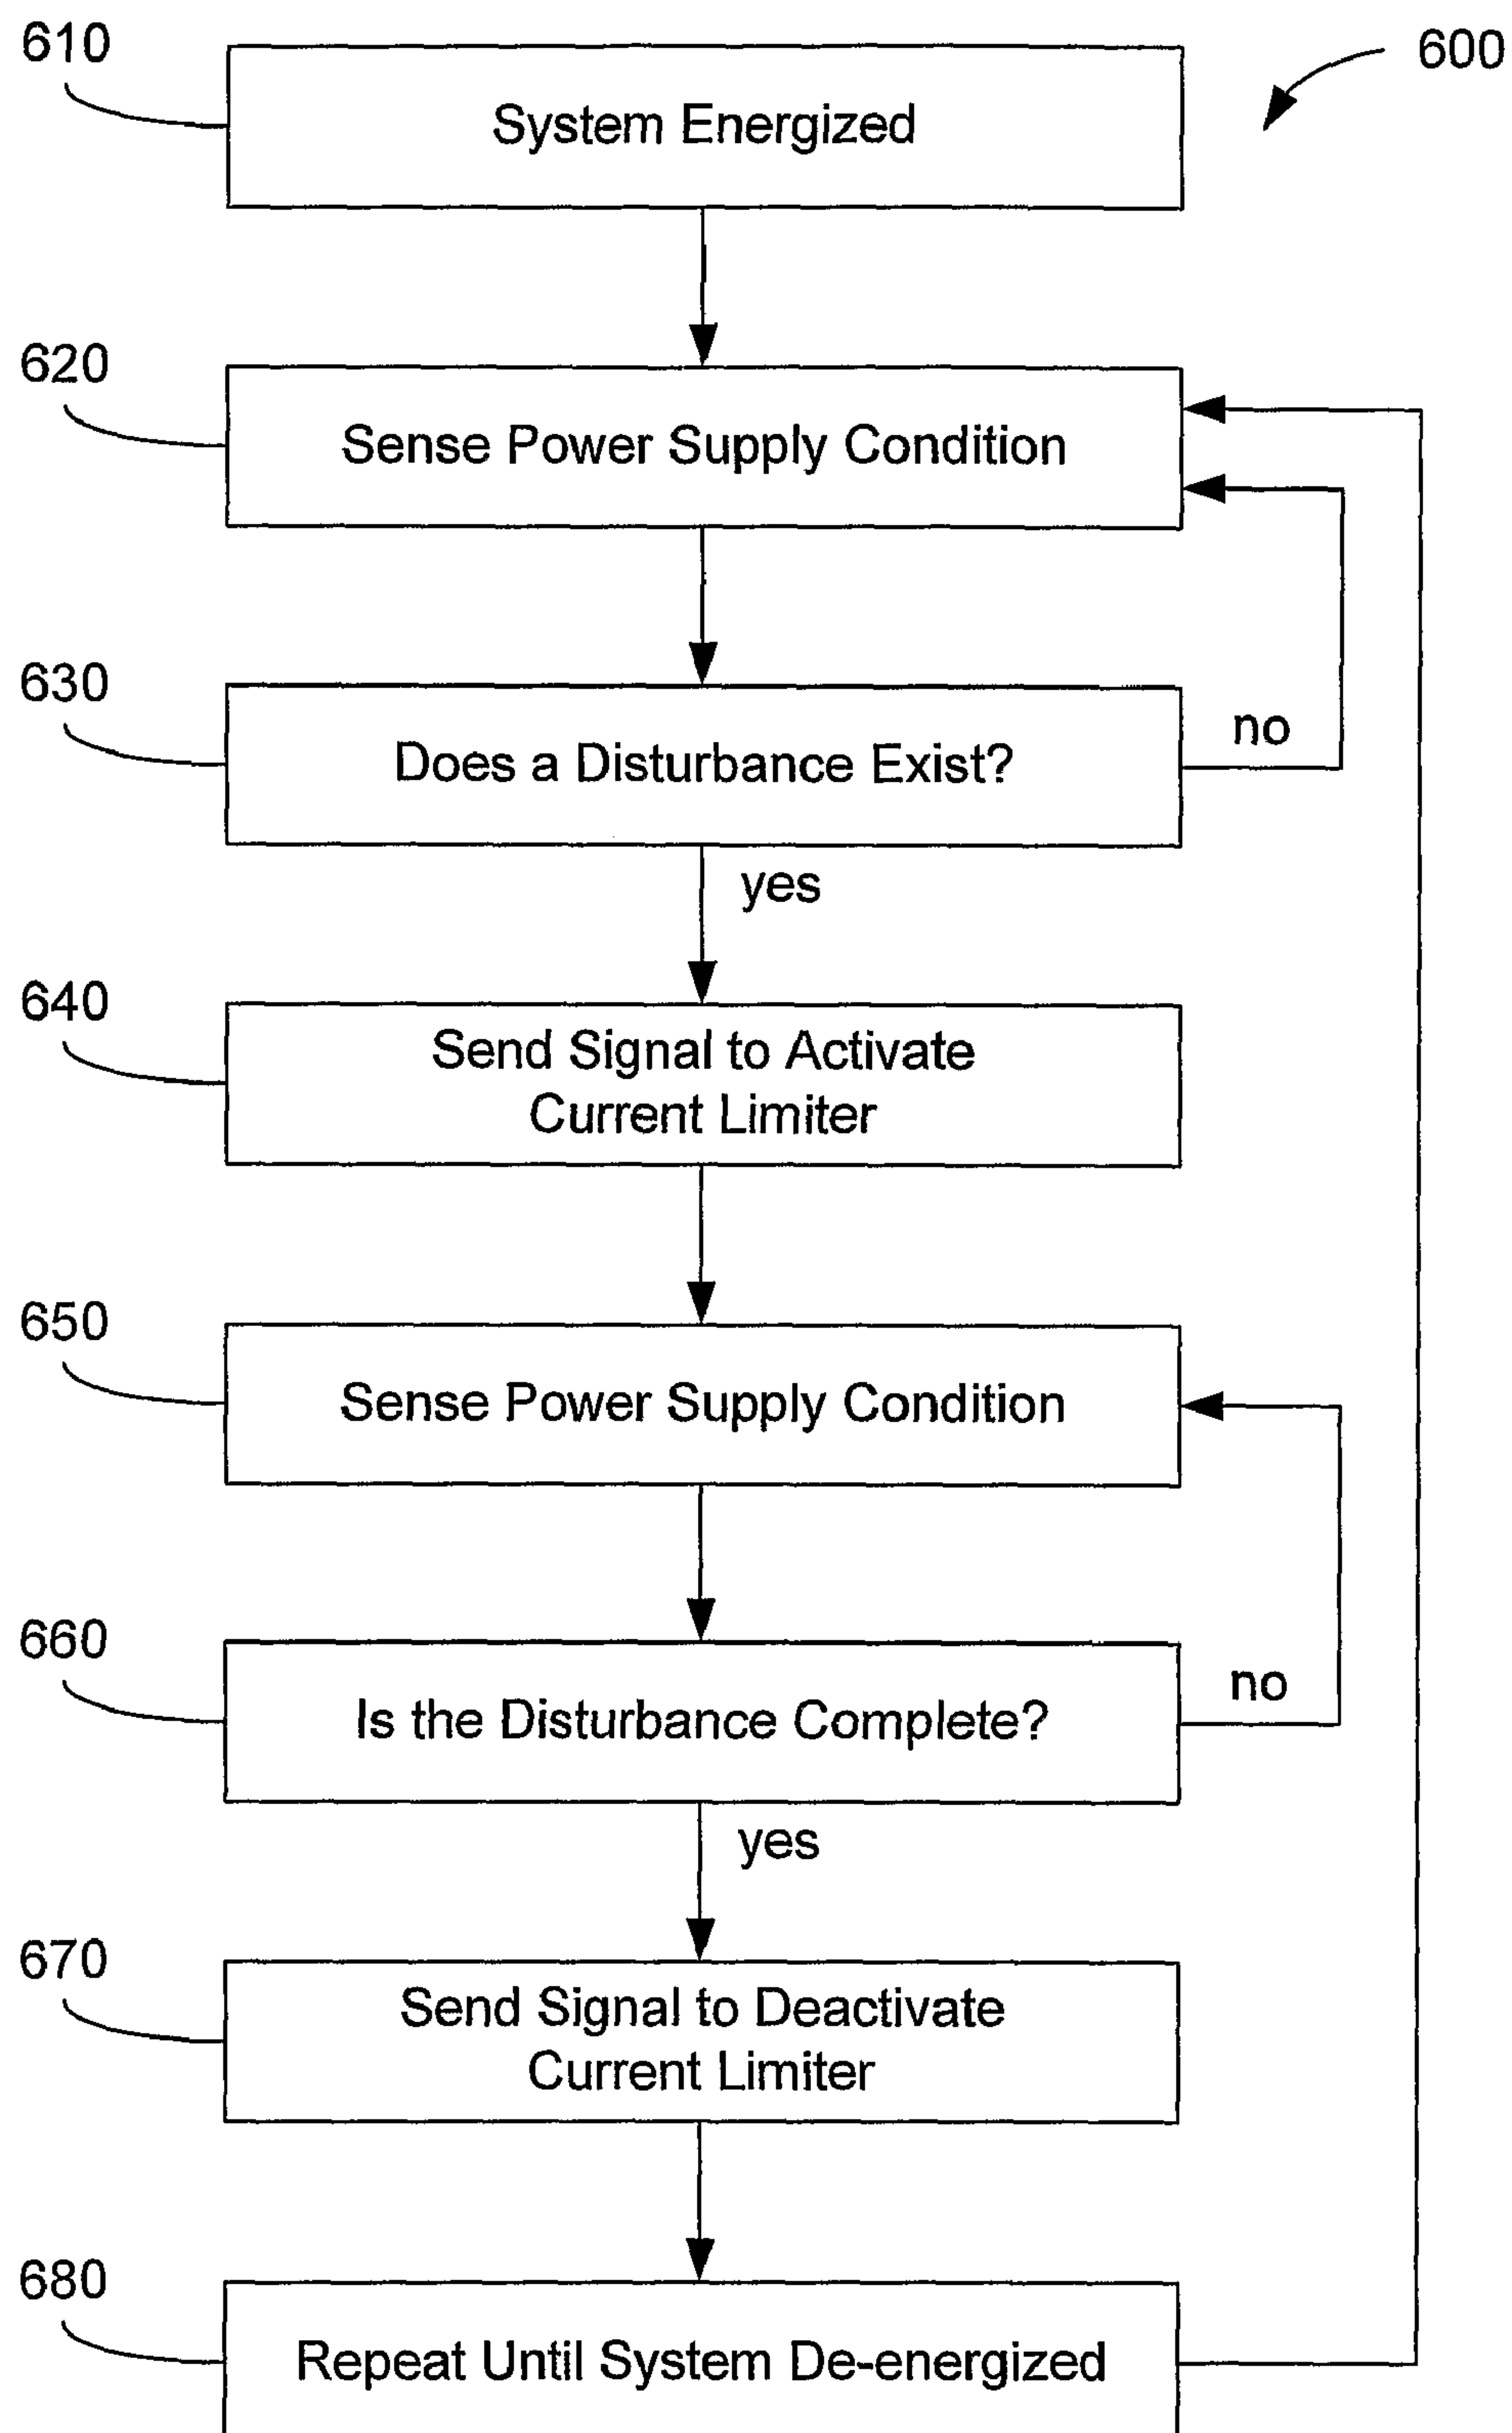 610
600
System Energized
620
Sense Power Supply Condition
630
Does a Disturbance Exist?
no
yes
640
Send Signal to Activate
Current Limiter
650
Sense Power Supply Condition
660
Is the Disturbance Complete?
no
yes
670
Send Signal to Deactivate
Current Limiter
680
Repeat Until System De-energized